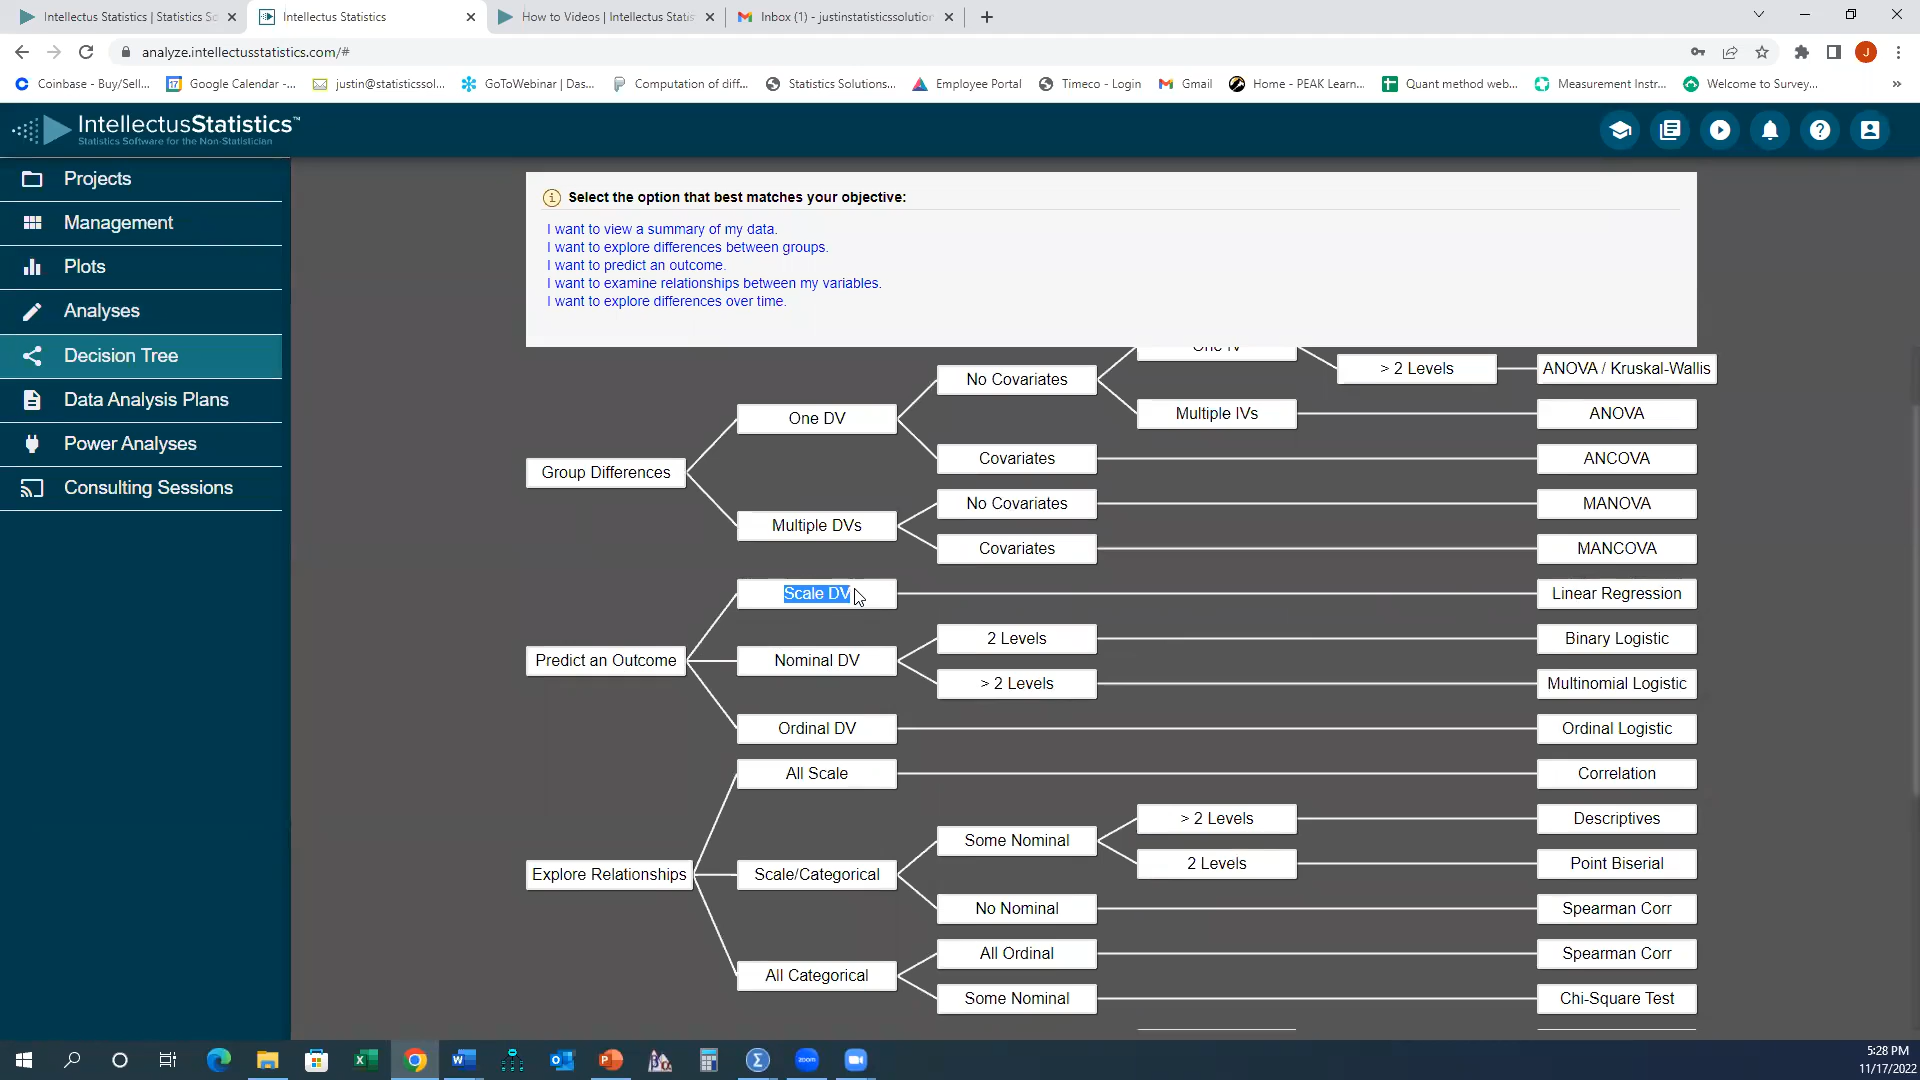 Intellectus Statistics | Statistics So
Intellectus Statistics
How to Videos | Intellectus Statis
Inbox (1) - justinstatisticssolution
analyze.intellectusstatistics.com/#
J
Coinbase - Buy/Sell...
Google Calendar -...
justin@statisticssol...
GoToWebinar | Das...
Computation of diff...
Statistics Solutions...
Employee Portal
Timeco - Login
Gmail
Home - PEAK Learn...
Quant method web...
Measurement Instr...
Welcome to Survey...
IntellectusStatistics™
Statistics Software for the Non-Statistician
Projects
Management
Plots
Analyses
Decision Tree
Data Analysis Plans
Power Analyses
Consulting Sessions
Select the option that best matches your objective:
I want to view a summary of my data.
I want to explore differences between groups.
I want to predict an outcome.
I want to examine relationships between my variables.
I want to explore differences over time.
One IV
> 2 Levels
ANOVA / Kruskal-Wallis
No Covariates
Multiple IVs
ANOVA
One DV
Covariates
ANCOVA
Group Differences
No Covariates
MANOVA
Multiple DVs
Covariates
MANCOVA
Scale DV
Linear Regression
2 Levels
Binary Logistic
Predict an Outcome
Nominal DV
> 2 Levels
Multinomial Logistic
Ordinal DV
Ordinal Logistic
All Scale
Correlation
> 2 Levels
Descriptives
Some Nominal
2 Levels
Point Biserial
Explore Relationships
Scale/Categorical
No Nominal
Spearman Corr
All Ordinal
Spearman Corr
All Categorical
Some Nominal
Chi-Square Test
5:28 PM
11/17/2022